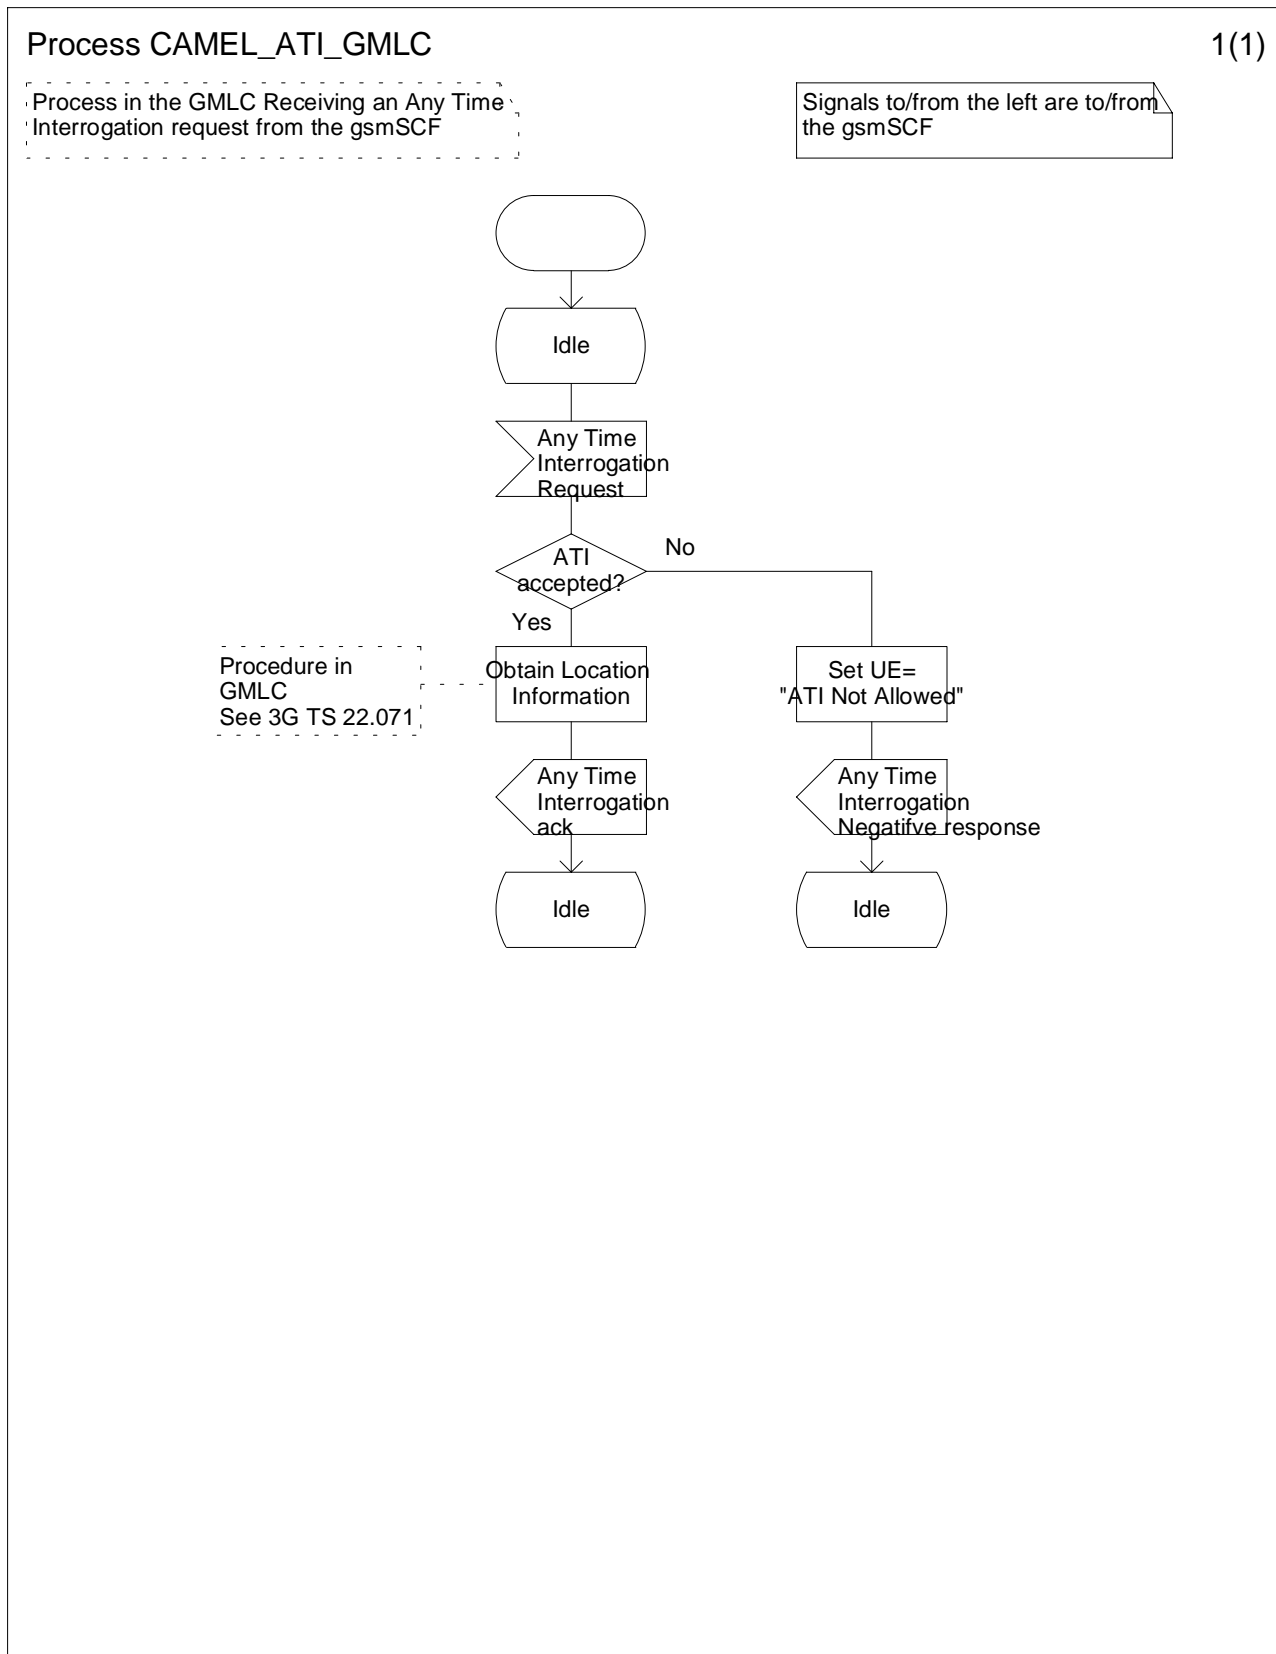 Process CAMEL_ATI_GMLC
1(1)
Process in the GMLC Receiving an Any Time
Interrogation request from the gsmSCF
Signals to/from the left are to/from
the gsmSCF
Idle
Any Time
Interrogation
Request
ATI
accepted?
No
Yes
Procedure in
GMLC
See 3G TS 22.071
Obtain Location
Information
Set UE=
"ATI Not Allowed"
Any Time
Interrogation
ack
Any Time
Interrogation
Negatifve response
Idle
Idle